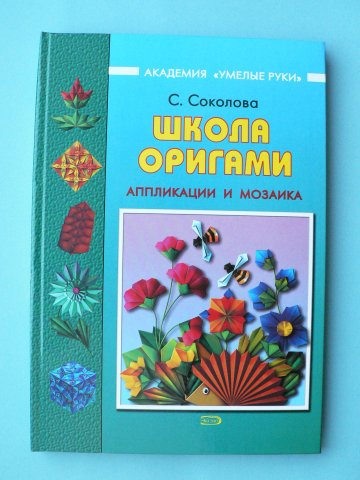 АКАДЕМИЯ «УМЕЛЫЕ РУКИ»
С. Соколова
ШКОЛА
ОРИГАМИ
АППЛИКАЦИИ И МОЗАИКА